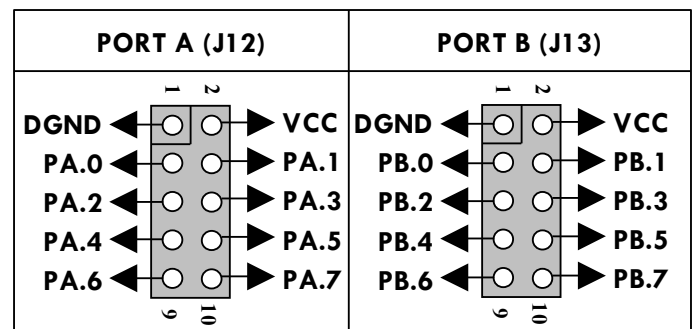 PORT A (J12) PORT B (J13)
1 2 1 2
DGND VCC DGND VCC
PA.0 PA.1 PB.0 PB.1
PA.2 PA.3 PB.2 PB.3
PA.4 PA.5 PB.4 PB.5
PA.6 PA.7 PB.6 PB.7
9 10 9 10